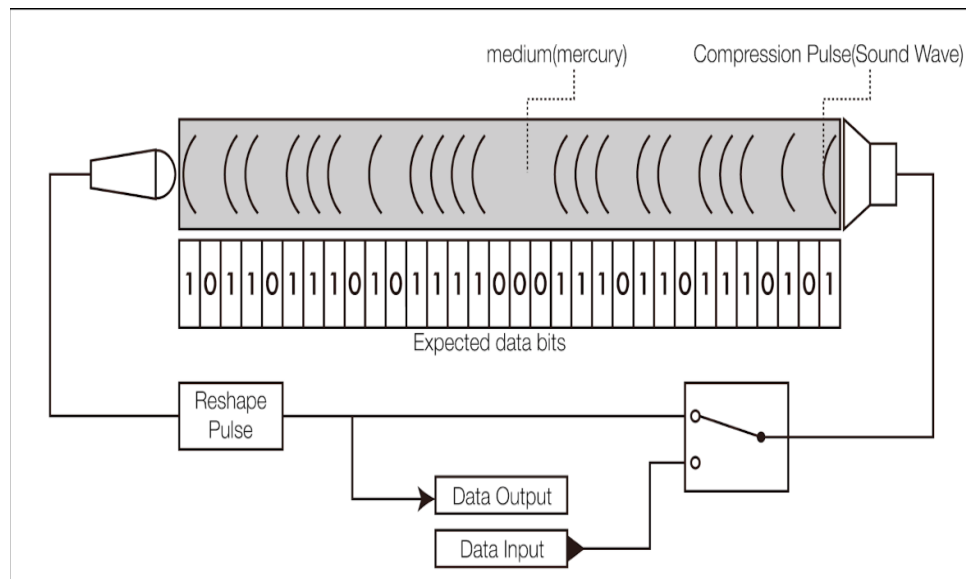 medium(mercury)
Compression Pulse(Sound Wave)
1 0 1 1 0 1 1 1 0 1 0 1 1 1 1 0 0 0 1 1 1 0 1 1 0 1 1 1 0 1 0 1
Expected data bits
Reshape
Pulse
Data Output
Data Input